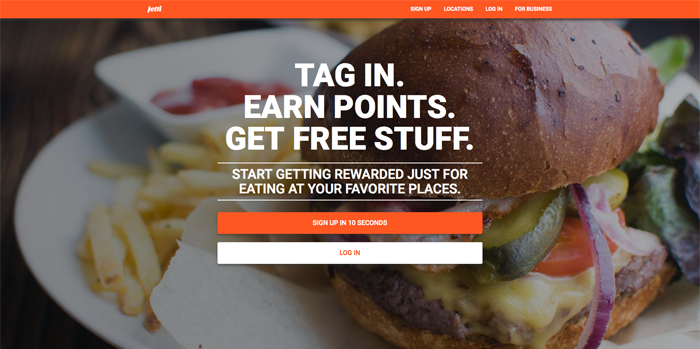 Jetti
SIGN UP
LOCATIONS
LOG IN
FOR BUSINESS
TAG IN.
EARN POINTS.
GET FREE STUFF.
START GETTING REWARDED JUST FOR
EATING AT YOUR FAVORITE PLACES.
SIGN UP IN 10 SECONDS
LOG IN